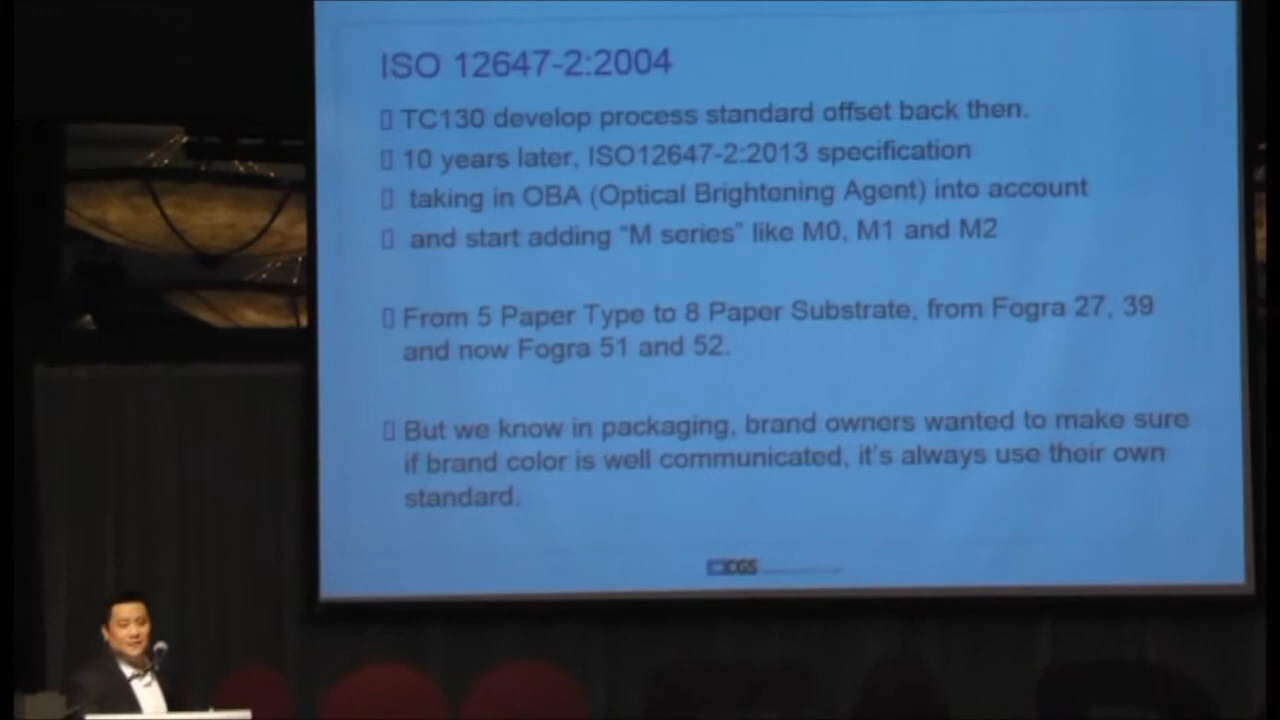 ISO 12647-2:2004
▯ TC130 develop process standard offset back then.
▯ 10 years later, ISO12647-2:2013 specification
▯ taking in OBA (Optical Brightening Agent) into account
▯ and start adding “M series” like M0, M1 and M2
▯ From 5 Paper Type to 8 Paper Substrate, from Fogra 27, 39
and now Fogra 51 and 52.
▯ But we know in packaging, brand owners wanted to make sure
if brand color is well communicated, it’s always use their own
standard.
CGS